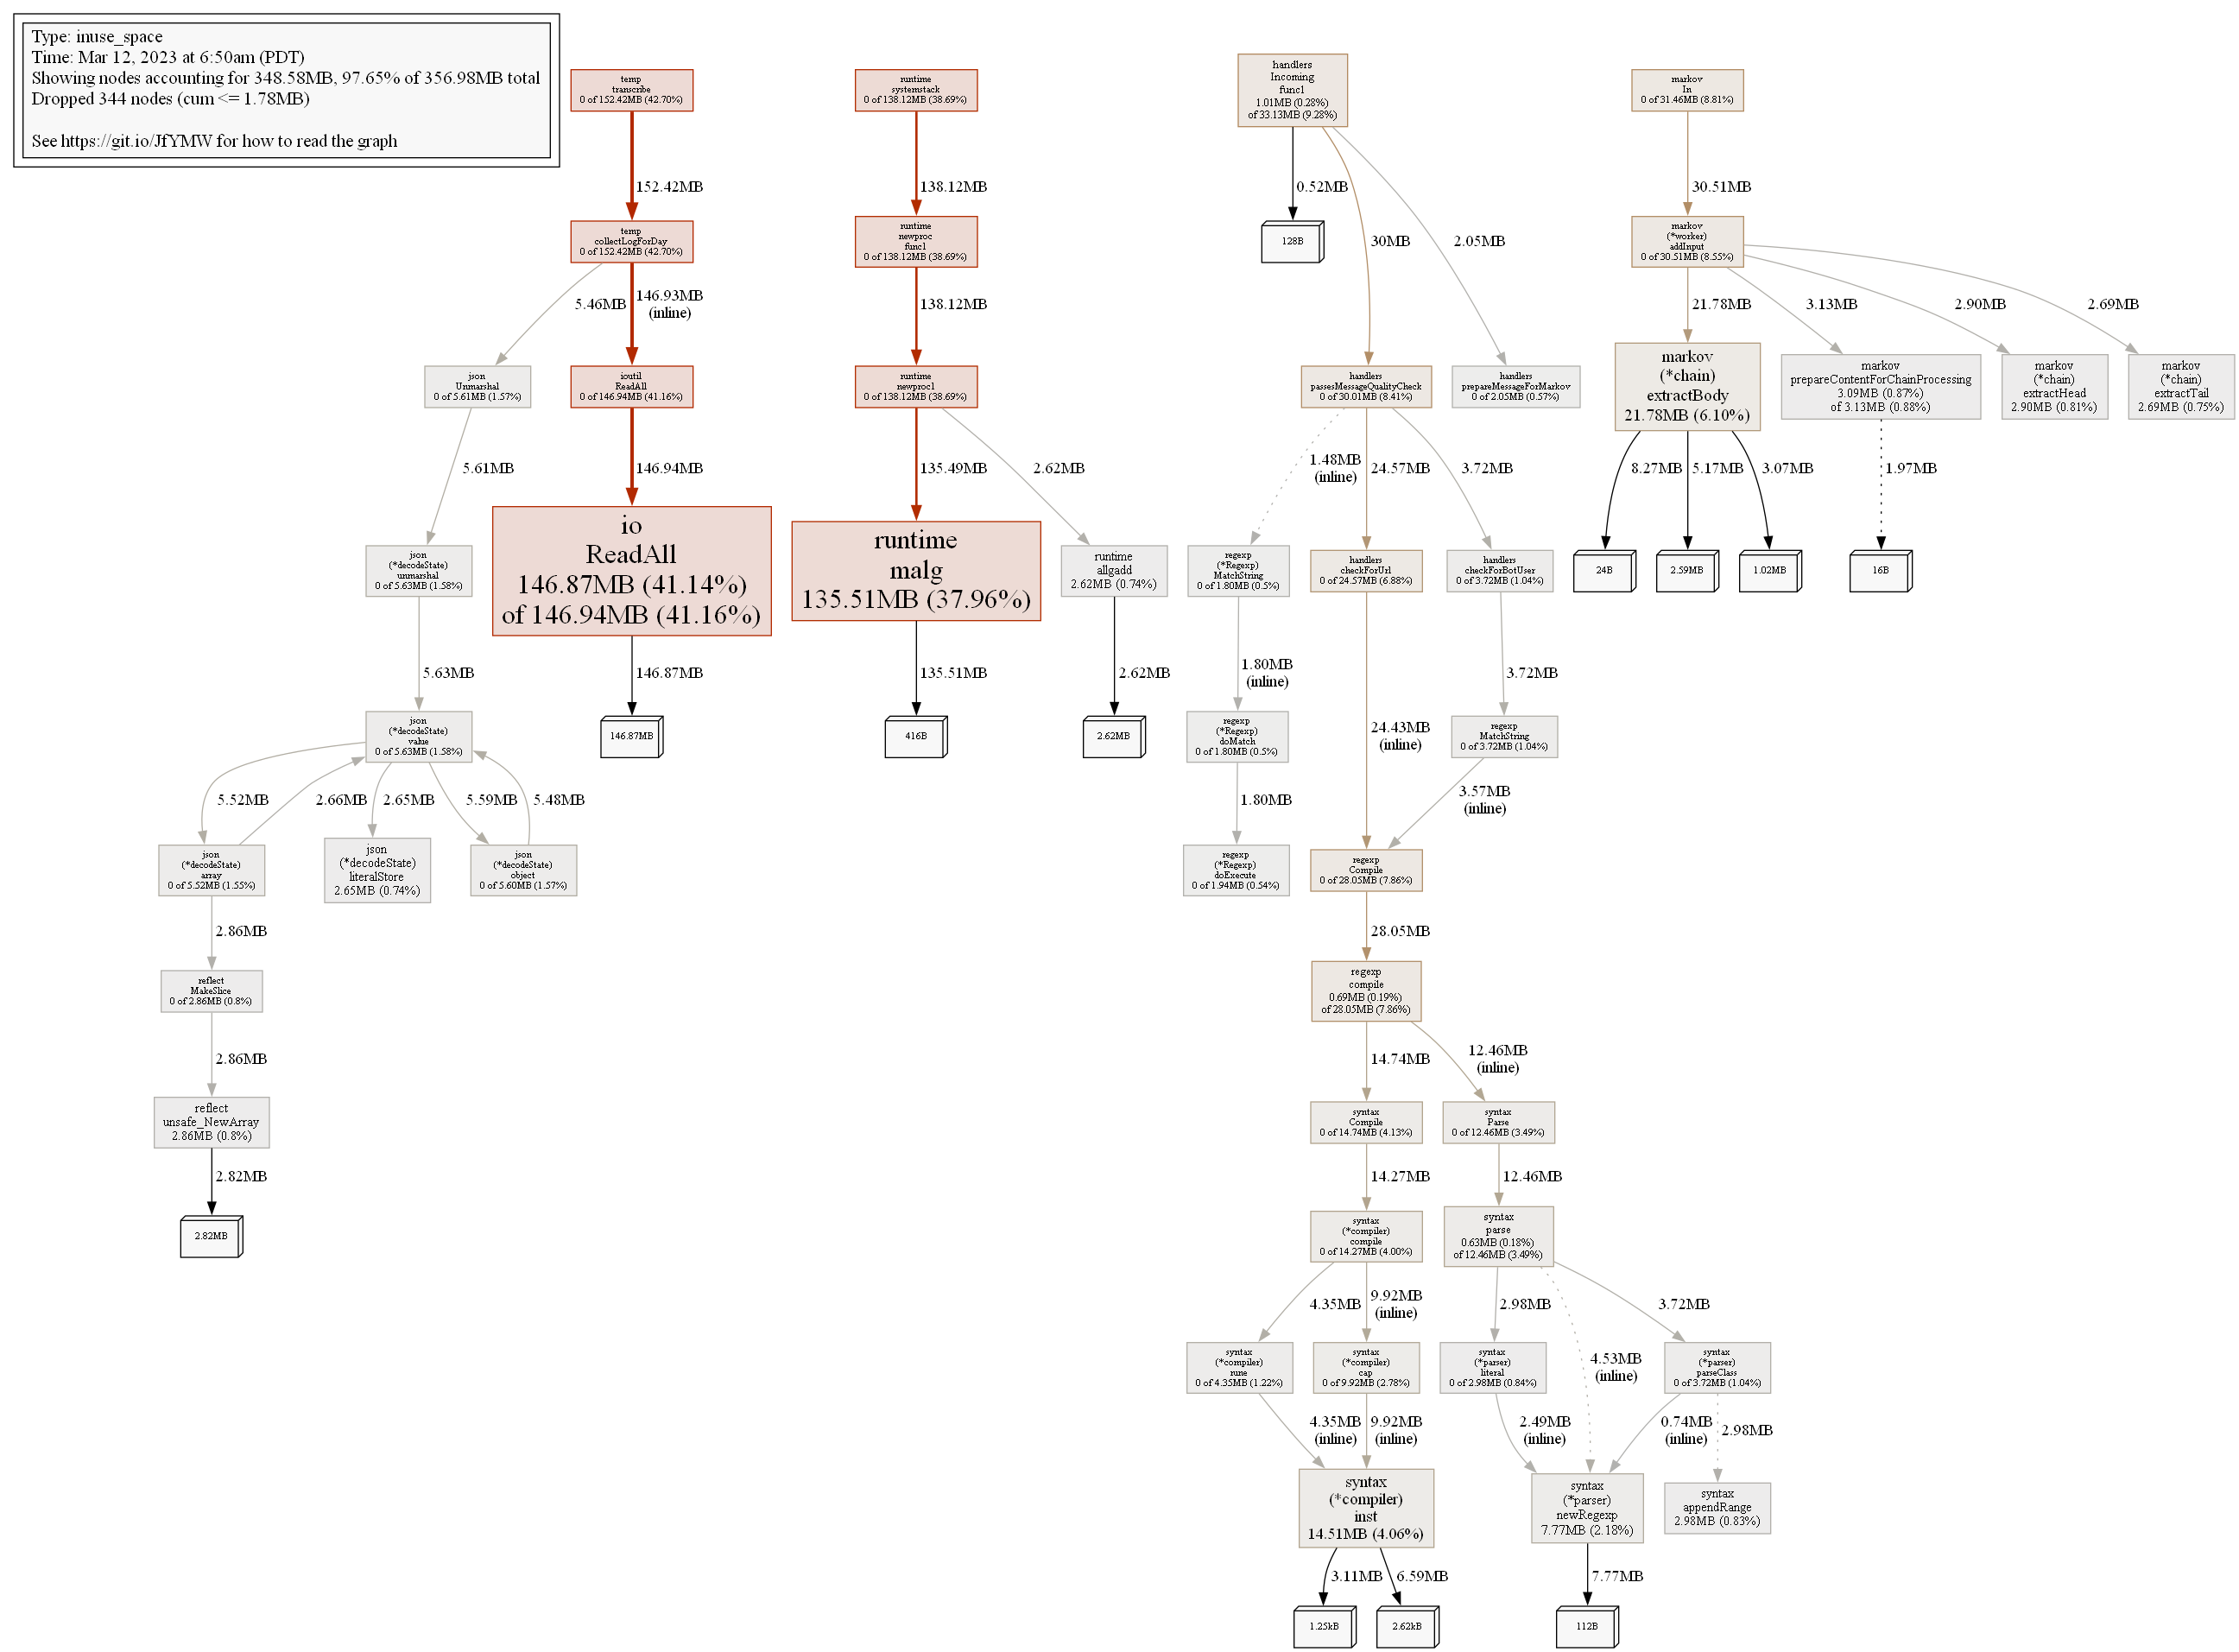 Type: inuse_space
Time: Mar 12, 2023 at 6:50am (PDT)
Showing nodes accounting for 348.58MB, 97.65% of 356.98MB total
Dropped 344 nodes (cum <= 1.78MB)
See https://git.io/JfYMW for how to read the graph
temp
transcribe
0 of 152.42MB (42.70%)
152.42MB
temp
collectLogForDay
0 of 152.42MB (42.70%)
5.46MB
146.93MB
(inline)
json
Unmarshal
0 of 5.61MB (1.57%)
ioutil
ReadAll
0 of 146.94MB (41.16%)
5.61MB
146.94MB
json
(*decodeState)
unmarshal
0 of 5.63MB (1.58%)
io
ReadAll
146.87MB (41.14%)
of 146.94MB (41.16%)
5.63MB
146.87MB
146.87MB
json
(*decodeState)
value
0 of 5.63MB (1.58%)
5.52MB
2.66MB
2.65MB
5.59MB
5.48MB
json
(*decodeState)
array
0 of 5.52MB (1.55%)
json
(*decodeState)
literalStore
2.65MB (0.74%)
json
(*decodeState)
object
0 of 5.60MB (1.57%)
2.86MB
reflect
MakeSlice
0 of 2.86MB (0.8%)
2.86MB
reflect
unsafe_NewArray
2.86MB (0.8%)
2.82MB
2.82MB
runtime
systemstack
0 of 138.12MB (38.69%)
138.12MB
runtime
newproc
func1
0 of 138.12MB (38.69%)
138.12MB
runtime
newproc1
0 of 138.12MB (38.69%)
135.49MB
2.62MB
runtime
malg
135.51MB (37.96%)
runtime
allgadd
2.62MB (0.74%)
135.51MB
2.62MB
416B
2.62MB
handlers
Incoming
func1
1.01MB (0.28%)
of 33.13MB (9.28%)
0.52MB
30MB
2.05MB
128B
handlers
passesMessageQualityCheck
0 of 30.01MB (8.41%)
handlers
prepareMessageForMarkov
0 of 2.05MB (0.57%)
1.48MB
(inline)
24.57MB
3.72MB
regexp
(*Regexp)
MatchString
0 of 1.80MB (0.5%)
handlers
checkForUrl
0 of 24.57MB (6.88%)
handlers
checkForBotUser
0 of 3.72MB (1.04%)
1.80MB
(inline)
3.72MB
regexp
(*Regexp)
doMatch
0 of 1.80MB (0.5%)
24.43MB
(inline)
regexp
MatchString
0 of 3.72MB (1.04%)
1.80MB
3.57MB
(inline)
regexp
(*Regexp)
doExecute
0 of 1.94MB (0.54%)
regexp
Compile
0 of 28.05MB (7.86%)
28.05MB
regexp
compile
0.69MB (0.19%)
of 28.05MB (7.86%)
14.74MB
12.46MB
(inline)
syntax
Compile
0 of 14.74MB (4.13%)
syntax
Parse
0 of 12.46MB (3.49%)
14.27MB
12.46MB
syntax
(*compiler)
compile
0 of 14.27MB (4.00%)
syntax
parse
0.63MB (0.18%)
of 12.46MB (3.49%)
4.35MB
9.92MB
(inline)
2.98MB
4.53MB
(inline)
3.72MB
syntax
(*compiler)
rune
0 of 4.35MB (1.22%)
syntax
(*compiler)
cap
0 of 9.92MB (2.78%)
syntax
(*parser)
literal
0 of 2.98MB (0.84%)
syntax
(*parser)
parseClass
0 of 3.72MB (1.04%)
4.35MB
(inline)
9.92MB
(inline)
2.49MB
(inline)
0.74MB
(inline)
2.98MB
syntax
(*compiler)
inst
14.51MB (4.06%)
syntax
(*parser)
newRegexp
7.77MB (2.18%)
syntax
appendRange
2.98MB (0.83%)
3.11MB
6.59MB
7.77MB
1.25kB
2.62kB
112B
markov
In
0 of 31.46MB (8.81%)
30.51MB
markov
(*worker)
addInput
0 of 30.51MB (8.55%)
21.78MB
3.13MB
2.90MB
2.69MB
markov
(*chain)
extractBody
21.78MB (6.10%)
markov
prepareContentForChainProcessing
3.09MB (0.87%)
of 3.13MB (0.88%)
markov
(*chain)
extractHead
2.90MB (0.81%)
markov
(*chain)
extractTail
2.69MB (0.75%)
8.27MB
5.17MB
3.07MB
1.97MB
24B
2.59MB
1.02MB
16B